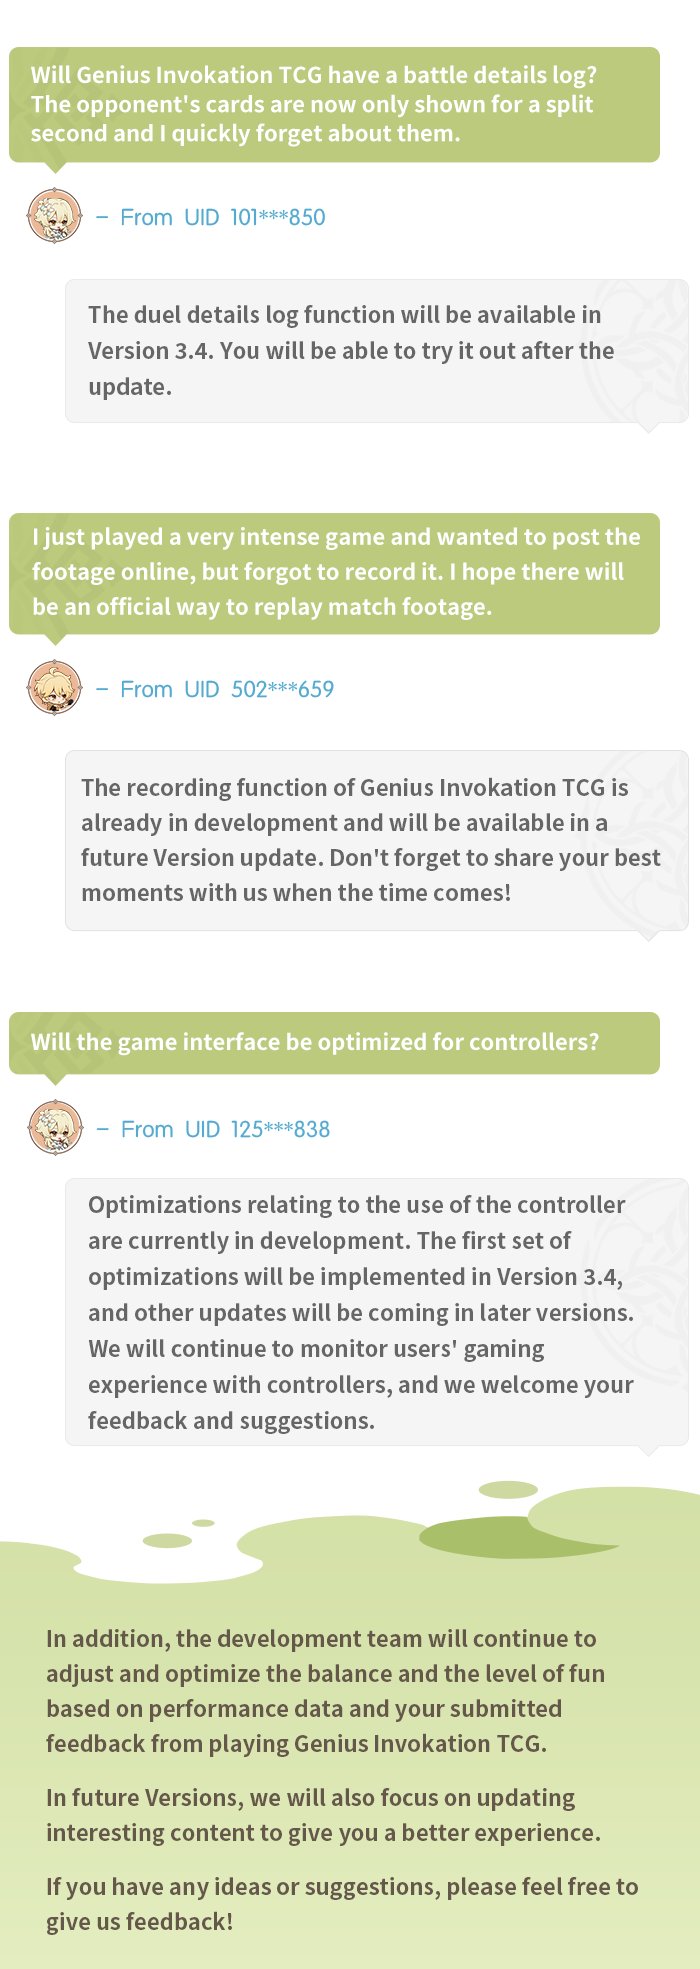 Will Genius Invokation TCG have a battle details log?
The opponent's cards are now only shown for a split
second and I quickly forget about them.
– From UID 101***850
The duel details log function will be available in
Version 3.4. You will be able to try it out after the
update.
I just played a very intense game and wanted to post the
footage online, but forgot to record it. I hope there will
be an official way to replay match footage.
– From UID 502***659
The recording function of Genius Invokation TCG is
already in development and will be available in a
future Version update. Don't forget to share your best
moments with us when the time comes!
Will the game interface be optimized for controllers?
– From UID 125***838
Optimizations relating to the use of the controller
are currently in development. The first set of
optimizations will be implemented in Version 3.4,
and other updates will be coming in later versions.
We will continue to monitor users' gaming
experience with controllers, and we welcome your
feedback and suggestions.
In addition, the development team will continue to
adjust and optimize the balance and the level of fun
based on performance data and your submitted
feedback from playing Genius Invokation TCG.
In future Versions, we will also focus on updating
interesting content to give you a better experience.
If you have any ideas or suggestions, please feel free to
give us feedback!